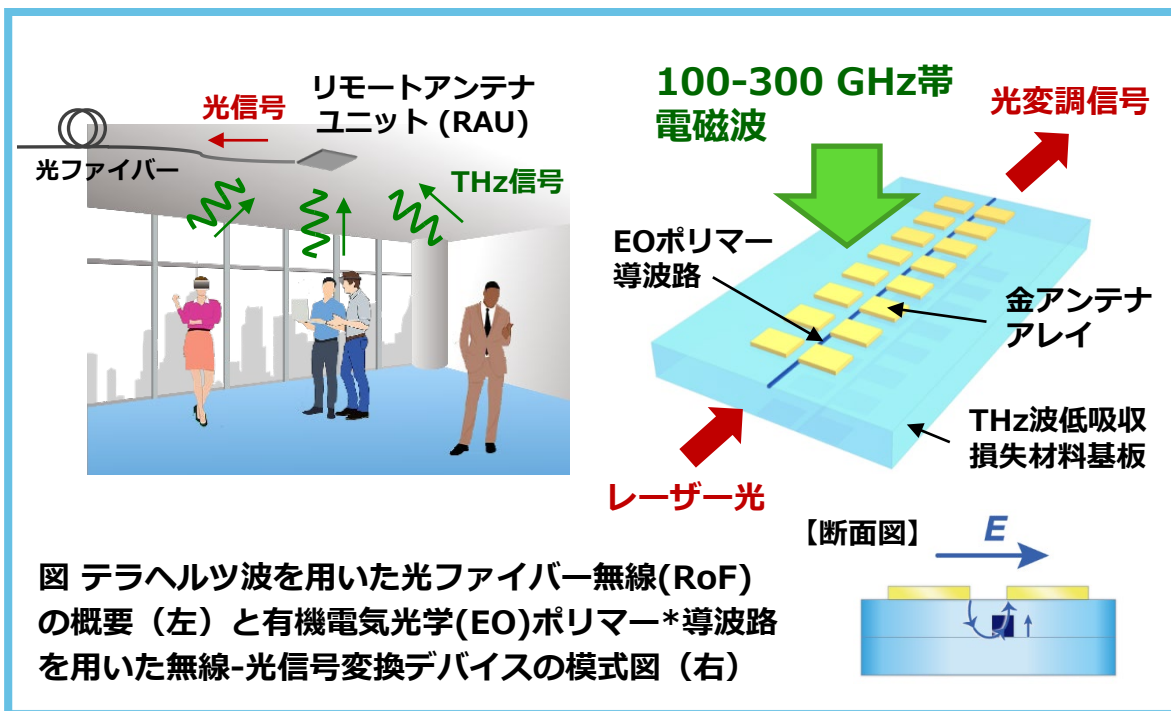 光信号
リモートアンテナ
ユニット (RAU)
光ファイバー
THz信号
100-300 GHz帯
電磁波
光変調信号
EOポリマー
導波路
金アンテナ
アレイ
THz波低吸収
損失材料基板
レーザー光
【断面図】
E
図 テラヘルツ波を用いた光ファイバー無線(RoF)
の概要（左）と有機電気光学(EO)ポリマー*導波路
を用いた無線-光信号変換デバイスの模式図（右）